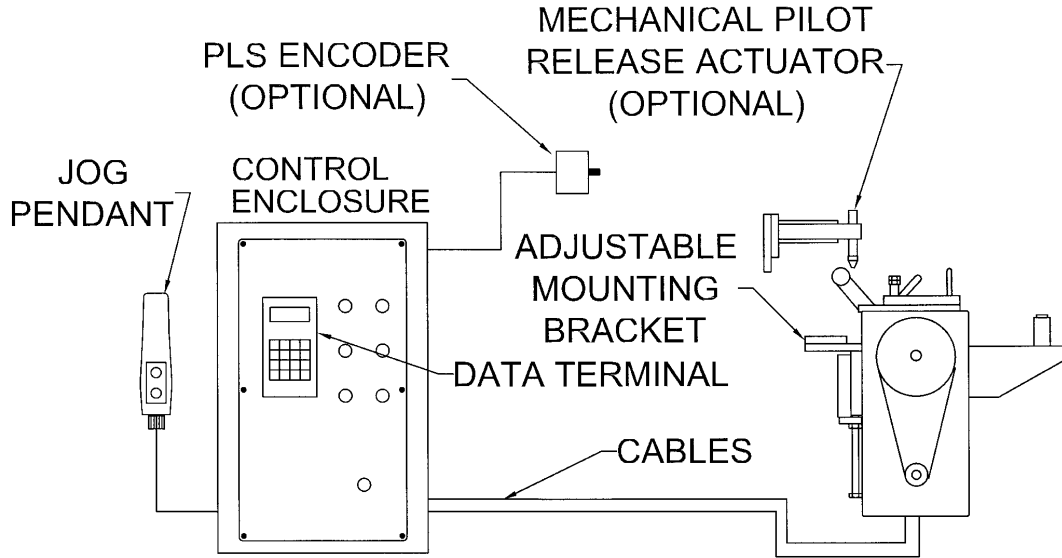 MECHANICAL PILOT
RELEASE ACTUATOR
(OPTIONAL)
PLS ENCODER
(OPTIONAL)
JOG
PENDANT
CONTROL
ENCLOSURE
ADJUSTABLE
MOUNTING
BRACKET
DATA TERMINAL
CABLES